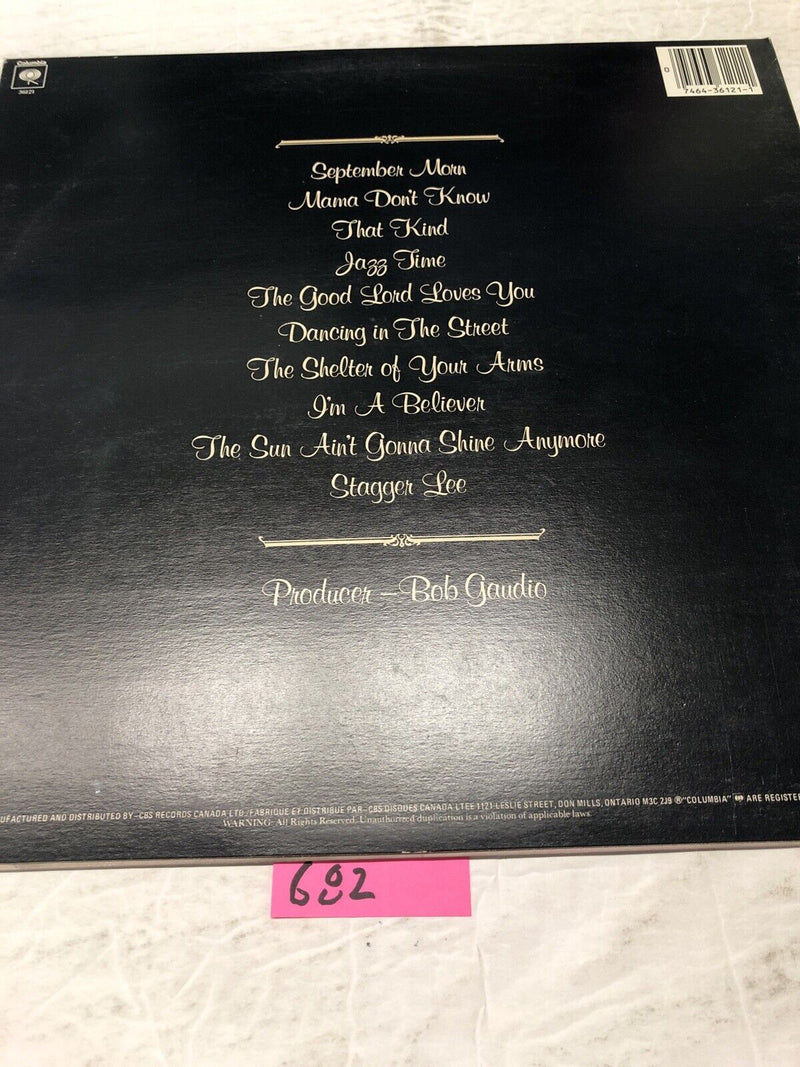 Columbia
36121
0
7464-36121-1
September Morn
Mama Don't Know
That Kind
Jazz Time
The Good Lord Loves You
Dancing in The Street
The Shelter of Your Arms
I'm A Believer
The Sun Ain't Gonna Shine Anymore
Stagger Lee
Producer — Bob Gaudio
UFACTURED AND DISTRIBUTED BY - CBS RECORDS CANADA LTD./FABRIQUE ET DISTRIBUE PAR - CBS DISQUES CANADA LTEE 1121 LESLIE STREET, DON MILLS, ONTARIO M3C 2J9 ®"COLUMBIA" ARE REGISTER
WARNING: All Rights Reserved. Unauthorized duplication is a violation of applicable laws.